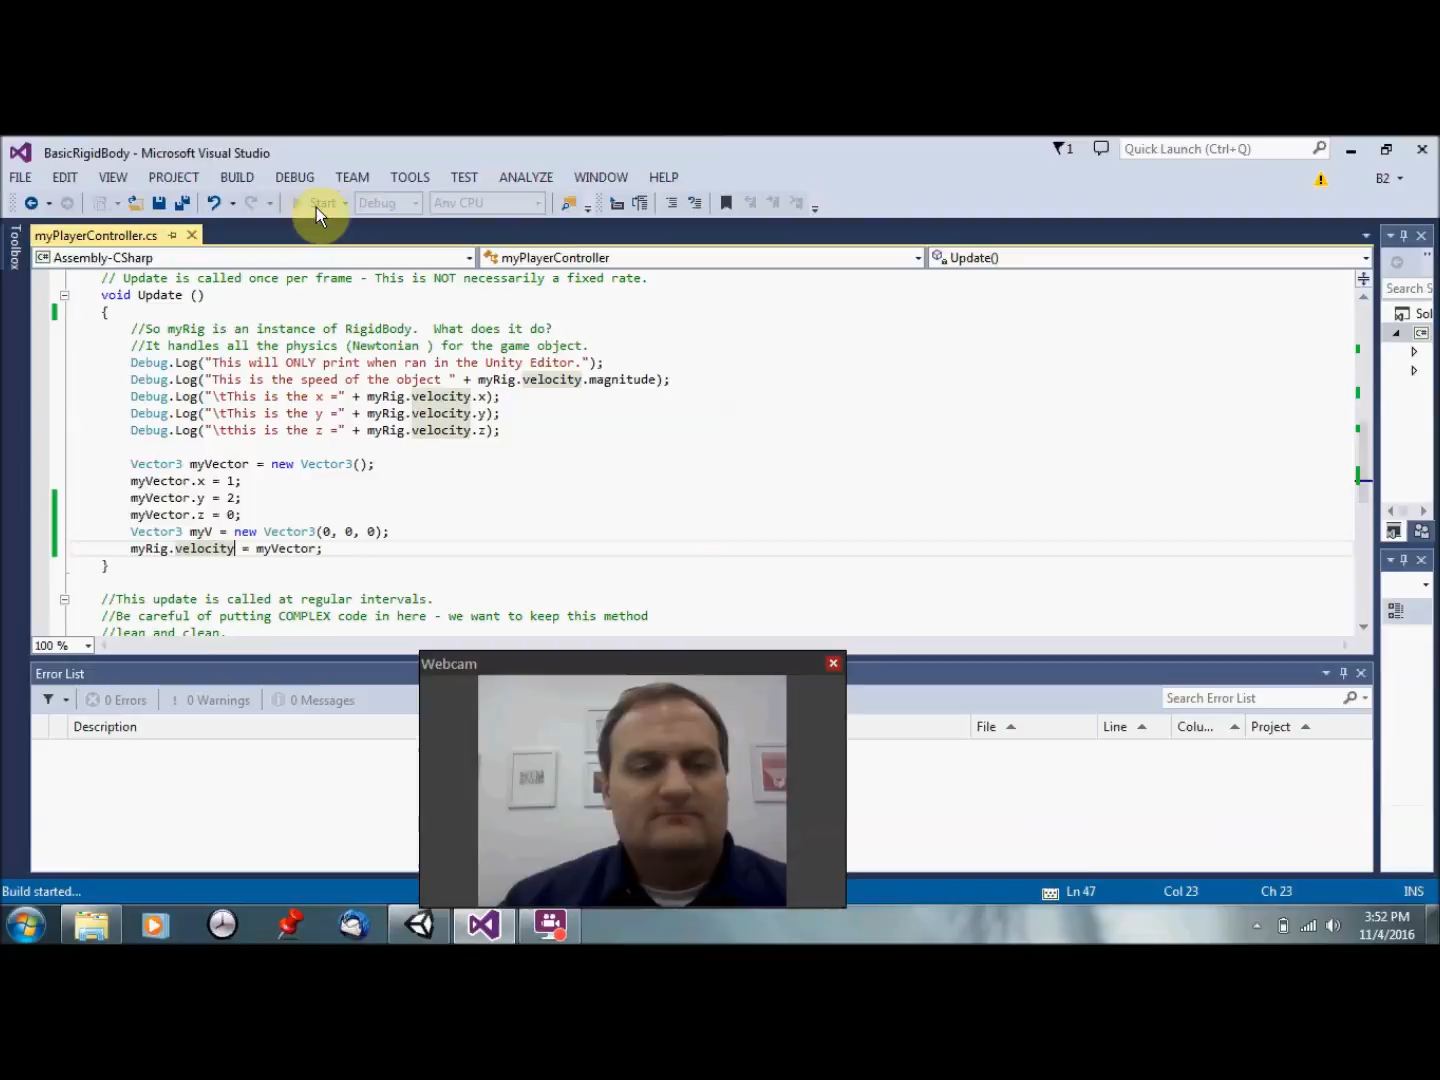 BasicRigidBody - Microsoft Visual Studio
1
Quick Launch (Ctrl+Q)
FILE EDIT VIEW PROJECT BUILD DEBUG TEAM TOOLS TEST ANALYZE WINDOW HELP
B2
Start Debug Any CPU
Toolbox
myPlayerController.cs
Assembly-CSharp
myPlayerController
Update()
// Update is called once per frame - This is NOT necessarily a fixed rate.
void Update ()
{
//So myRig is an instance of RigidBody. What does it do?
//It handles all the physics (Newtonian ) for the game object.
Debug.Log("This will ONLY print when ran in the Unity Editor.");
Debug.Log("This is the speed of the object " + myRig.velocity.magnitude);
Debug.Log("\tThis is the x =" + myRig.velocity.x);
Debug.Log("\tThis is the y =" + myRig.velocity.y);
Debug.Log("\tthis is the z =" + myRig.velocity.z);
Vector3 myVector = new Vector3();
myVector.x = 1;
myVector.y = 2;
myVector.z = 0;
Vector3 myV = new Vector3(0, 0, 0);
myRig.velocity = myVector;
}
//This update is called at regular intervals.
//Be careful of putting COMPLEX code in here - we want to keep this method
//lean and clean.
Search S
Sol
C#
100 %
Error List
0 Errors
0 Warnings
0 Messages
Search Error List
Description
File
Line
Colu...
Project
Webcam
Build started...
Ln 47
Col 23
Ch 23
INS
3:52 PM
11/4/2016